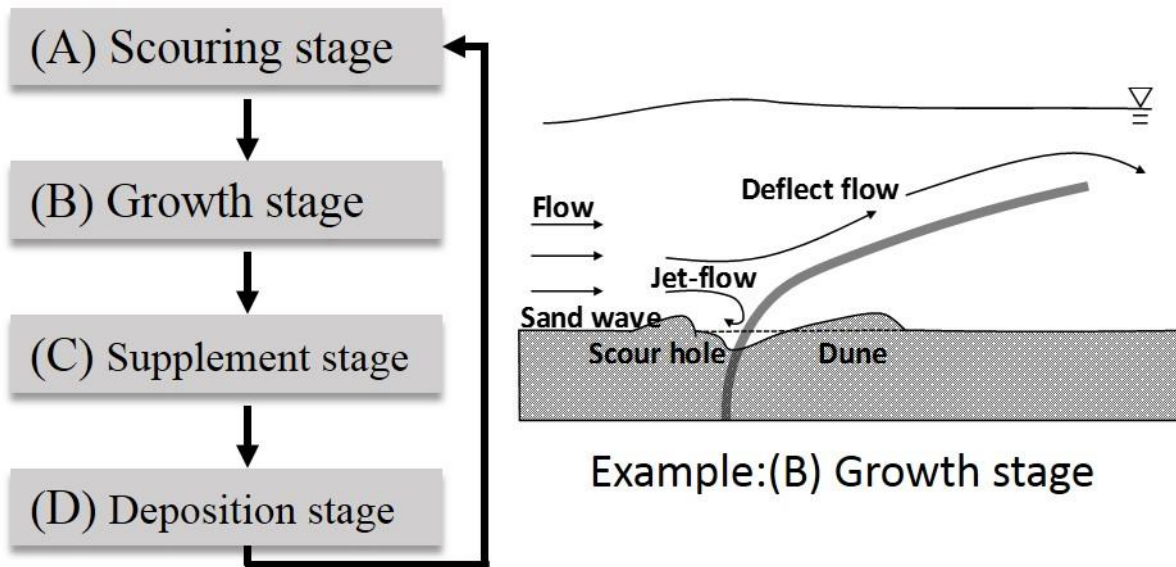 (A) Scouring stage
(B) Growth stage
(C) Supplement stage
(D) Deposition stage
Deflect flow
Flow
Jet-flow
Sand wave
Scour hole
Dune
Example:(B) Growth stage